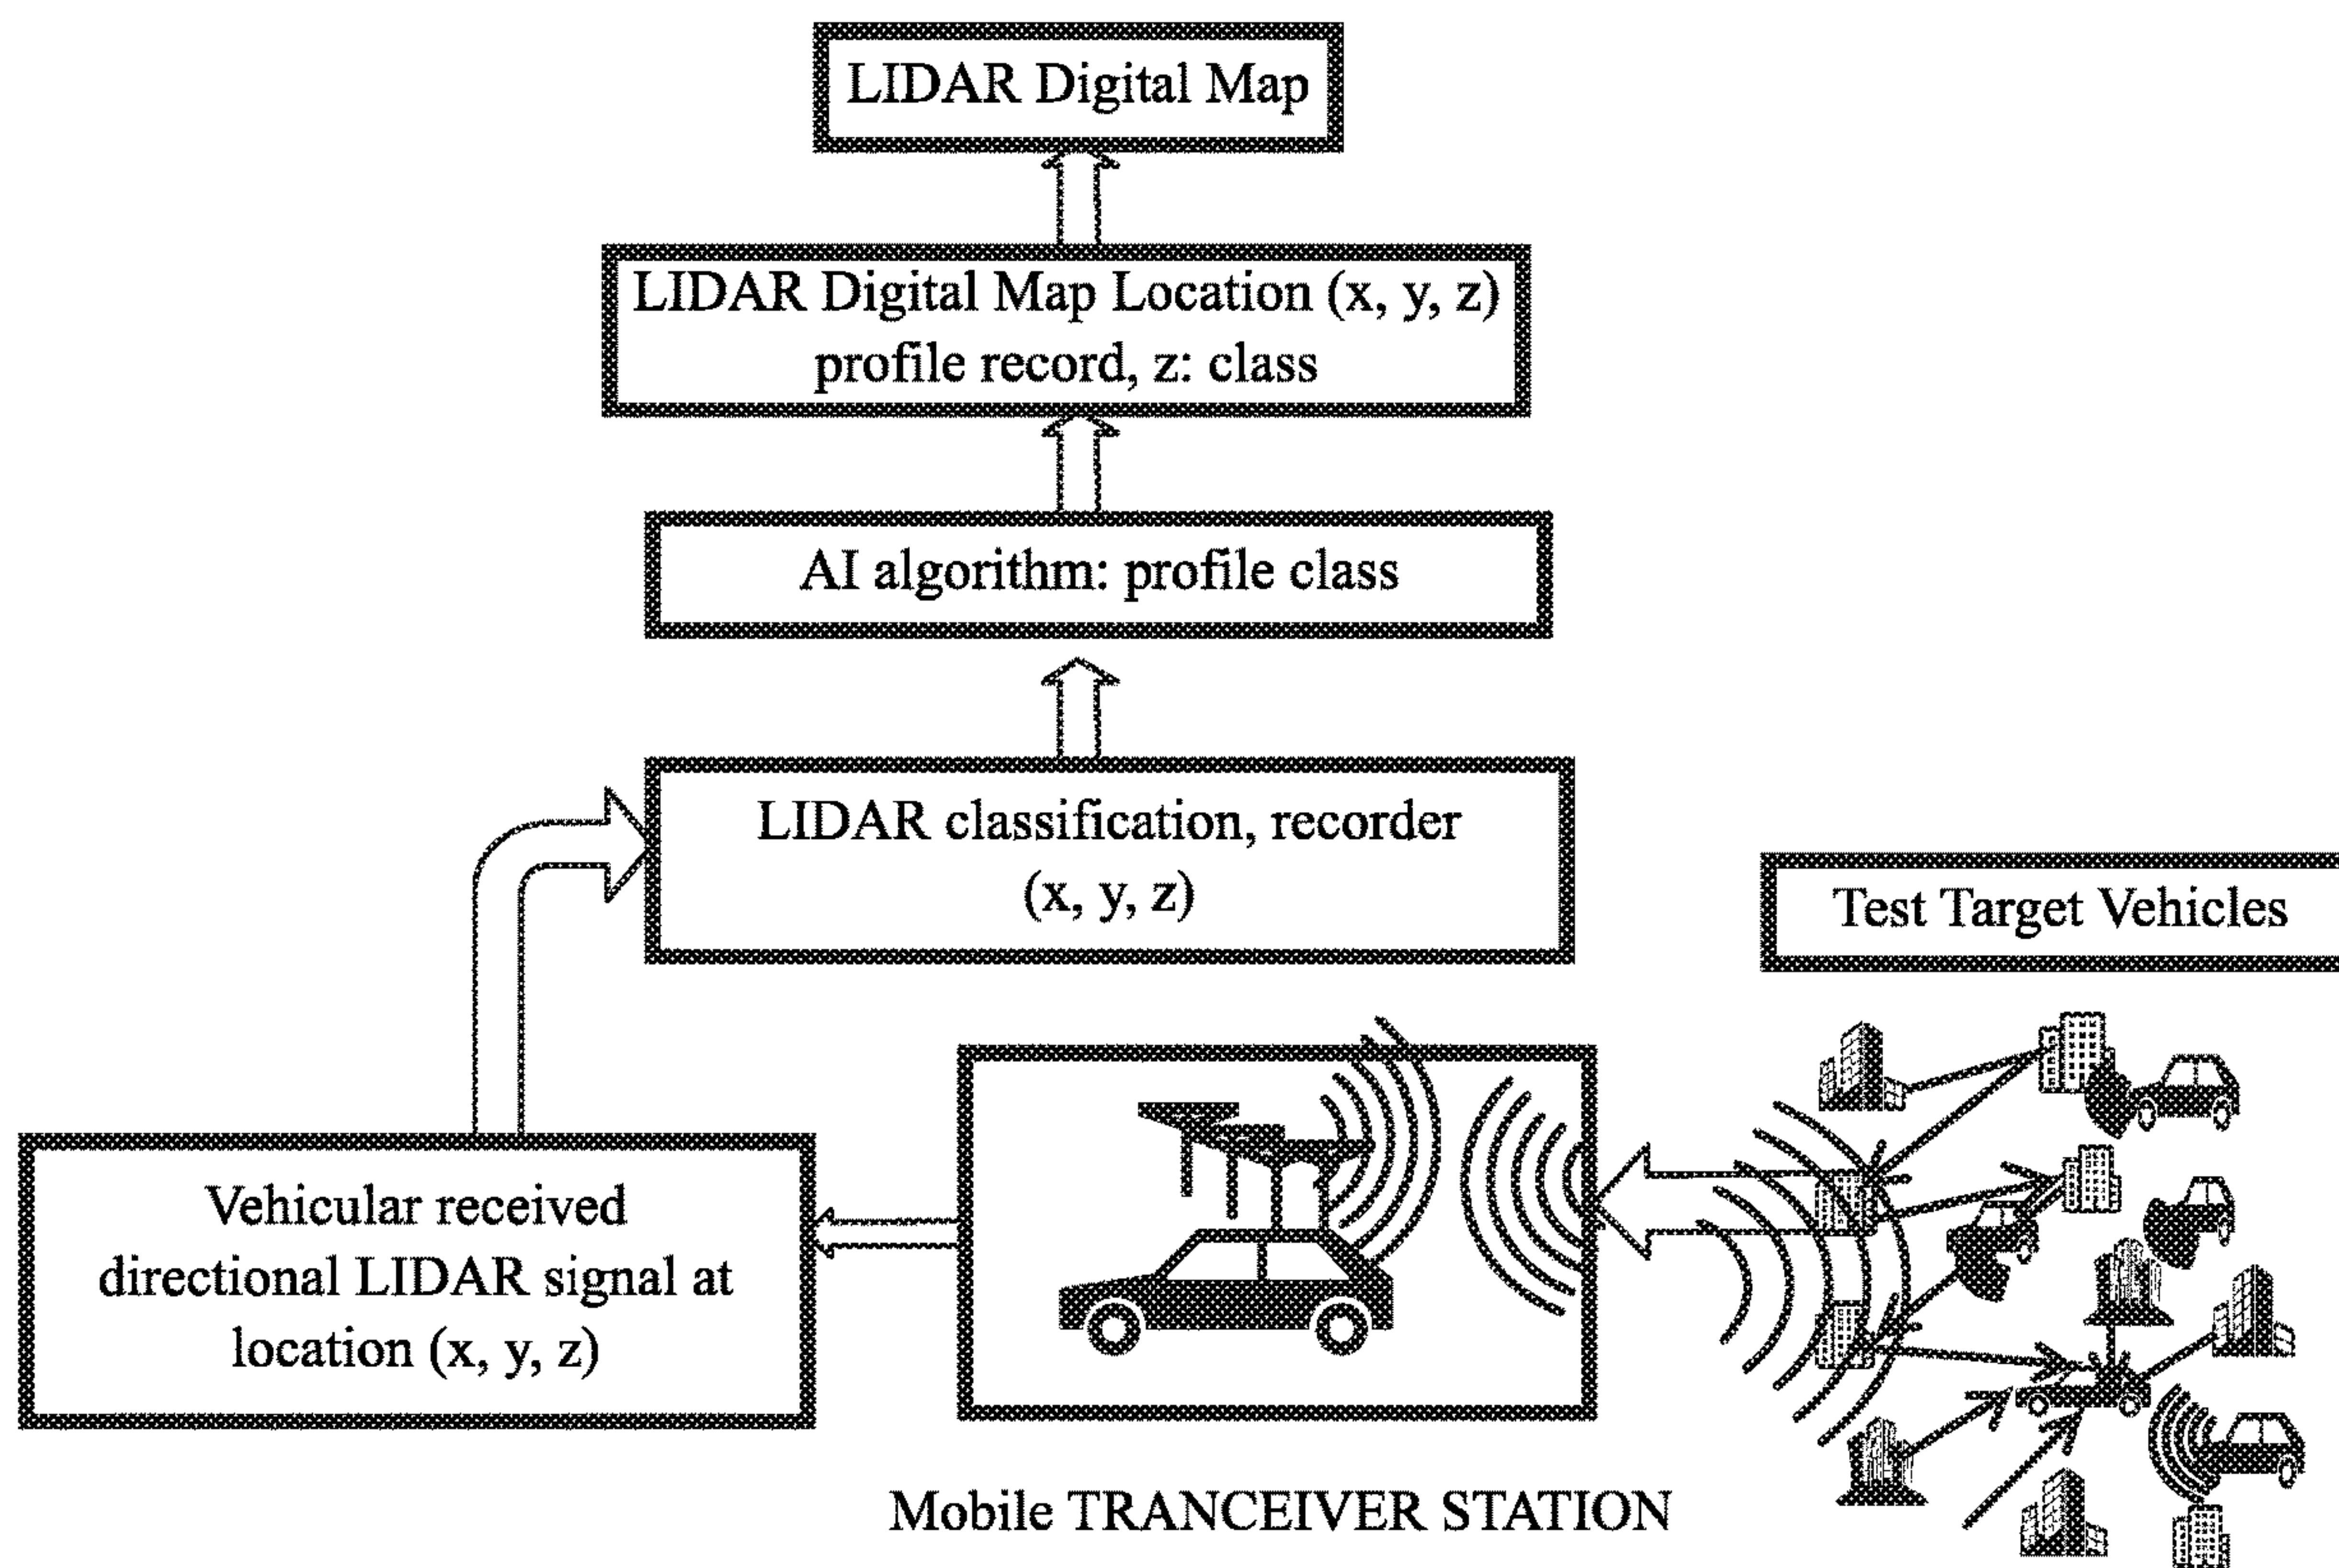 LIDAR Digital Map
LIDAR Digital Map Location (x, y, z)
profile record, z: class
AI algorithm: profile class
LIDAR classification, recorder
(x, y, z)
Test Target Vehicles
Vehicular received
directional LIDAR signal at
location (x, y, z)
Mobile TRANCEIVER STATION